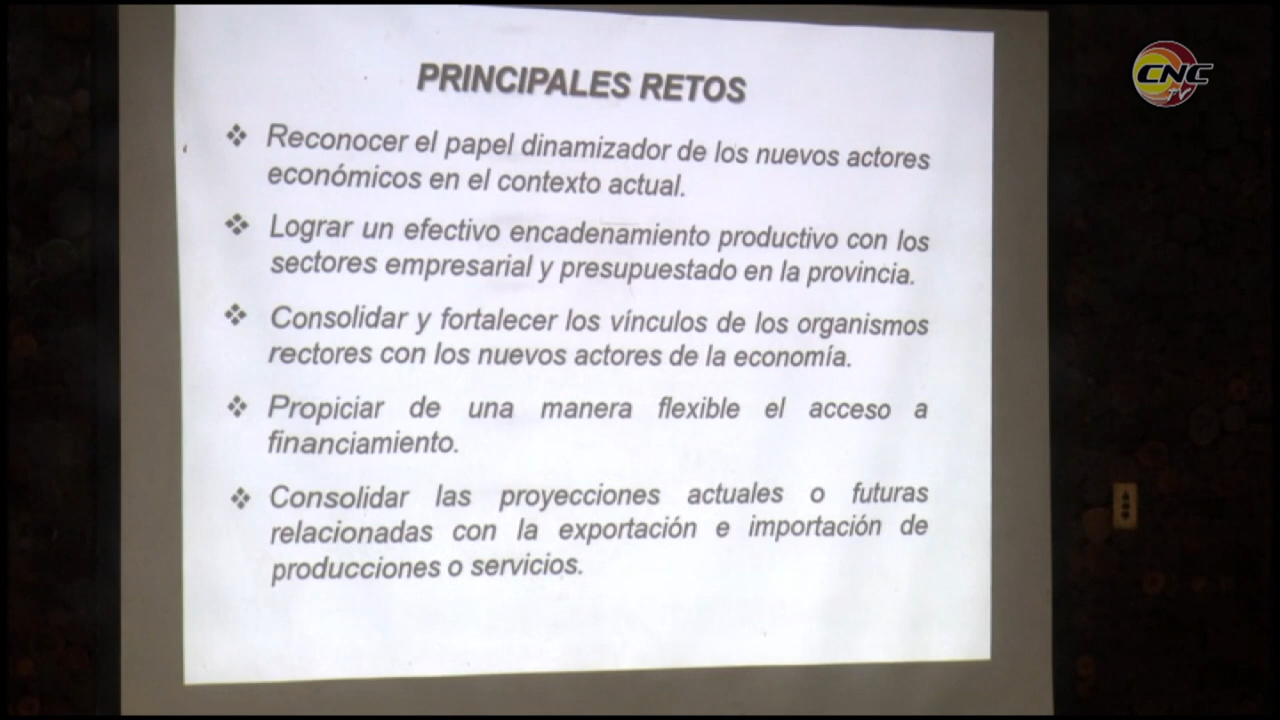 CNC
TV
PRINCIPALES RETOS
❖ Reconocer el papel dinamizador de los nuevos actores
económicos en el contexto actual.
❖ Lograr un efectivo encadenamiento productivo con los
sectores empresarial y presupuestado en la provincia.
❖ Consolidar y fortalecer los vínculos de los organismos
rectores con los nuevos actores de la economía.
❖ Propiciar de una manera flexible el acceso a
financiamiento.
❖ Consolidar las proyecciones actuales o futuras
relacionadas con la exportación e importación de
producciones o servicios.